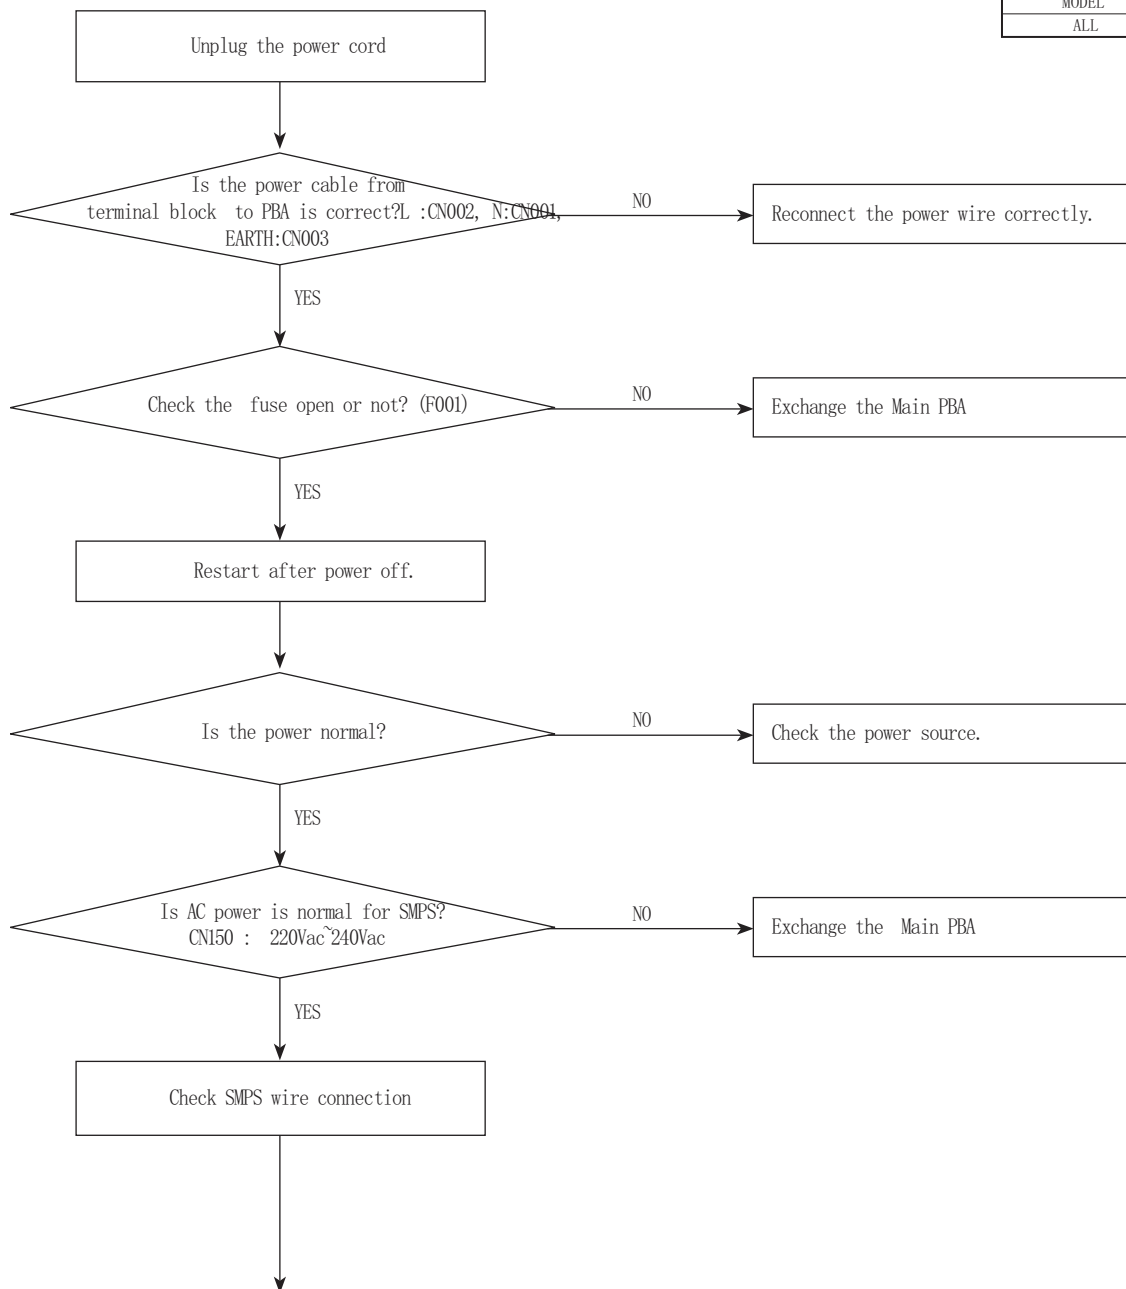 MODEL
ALL
Unplug the power cord
Is the power cable from
terminal block to PBA is correct?L :CN002, N:CN001,
EARTH:CN003
NO
Reconnect the power wire correctly.
YES
Check the fuse open or not? (F001)
NO
Exchange the Main PBA
YES
Restart after power off.
Is the power normal?
NO
Check the power source.
YES
Is AC power is normal for SMPS?
CN150 : 220Vac~240Vac
NO
Exchange the Main PBA
YES
Check SMPS wire connection